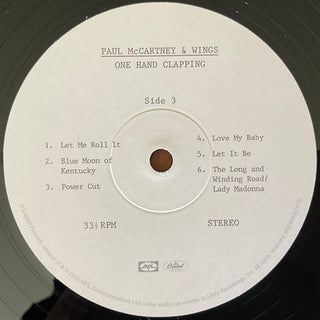 PAUL McCARTNEY & WINGS
ONE HAND CLAPPING
Side 3
1. Let Me Roll It
2. Blue Moon of
Kentucky
3. Power Cut
4. Love My Baby
5. Let It Be
6. The Long and
Winding Road/
Lady Madonna
33⅓ RPM
STEREO
mpl
Capitol